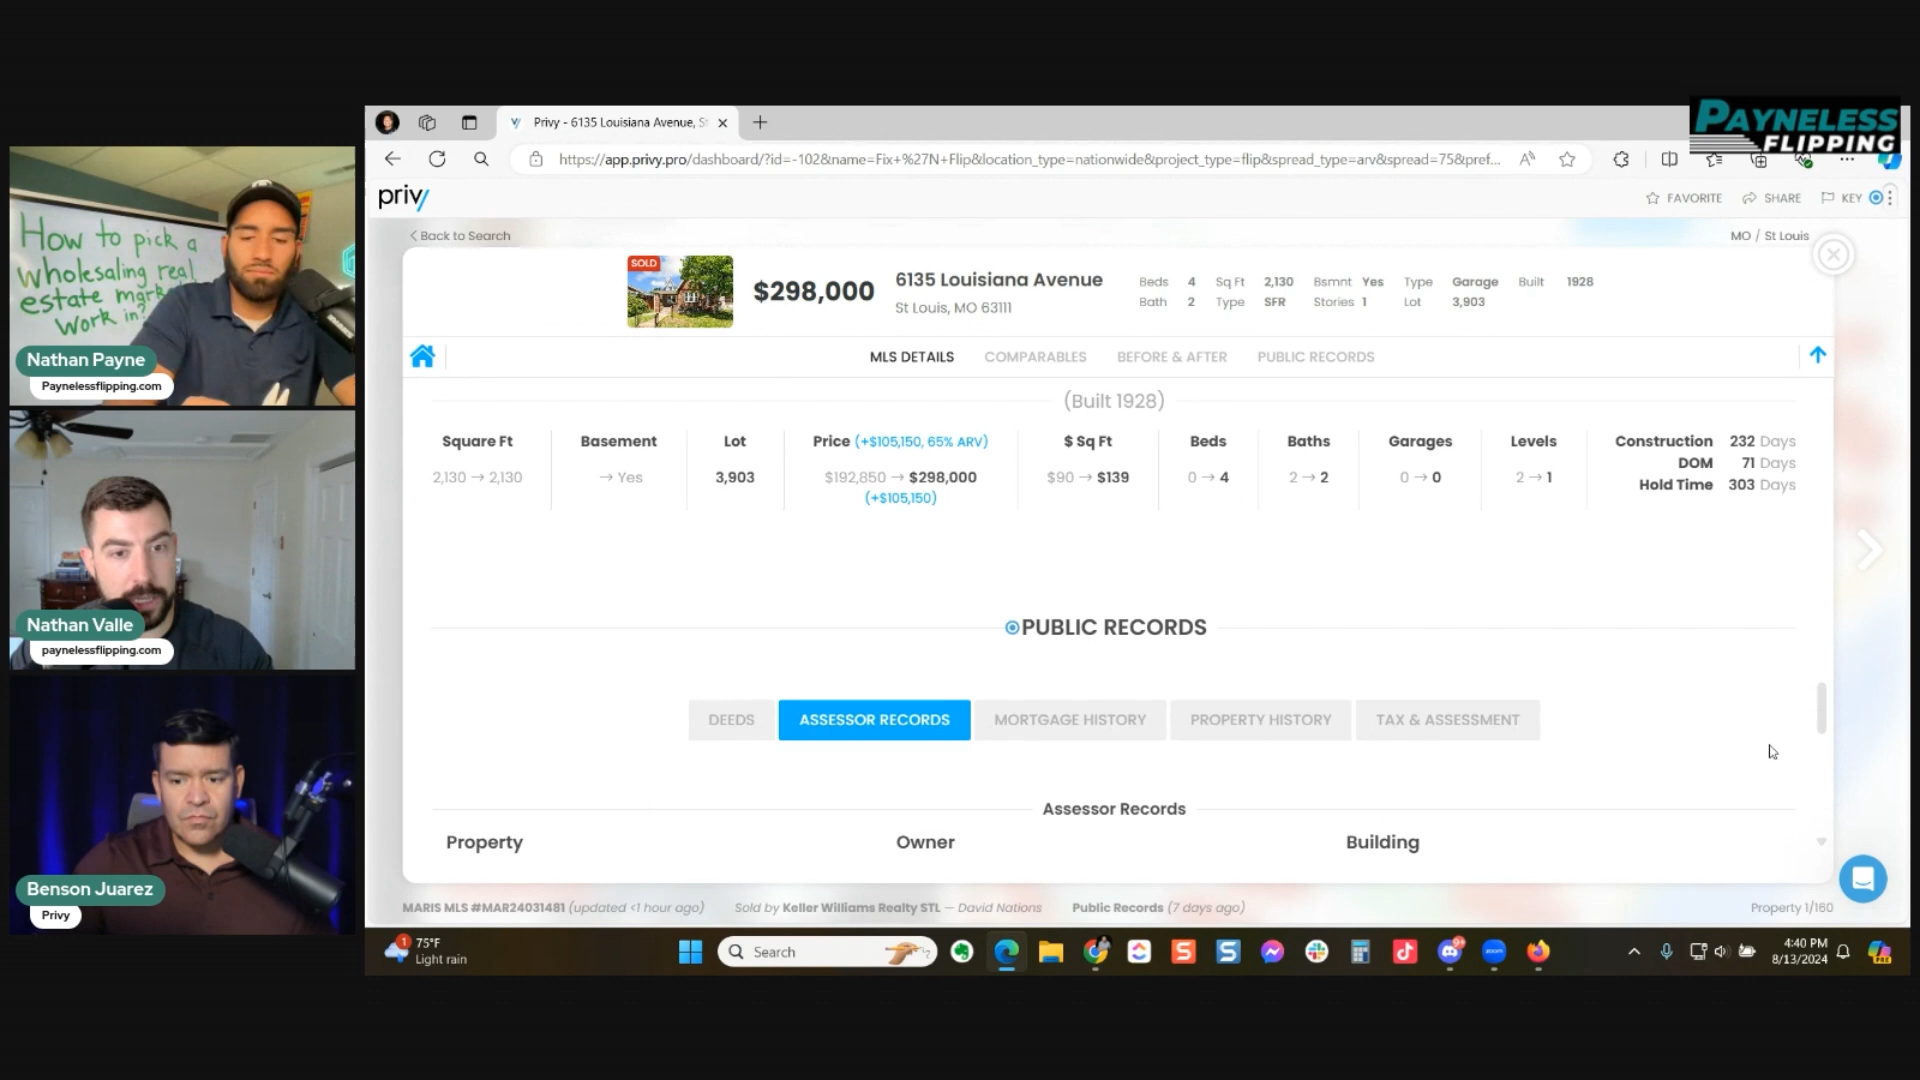 PAYNELESS
FLIPPING
Privy - 6135 Louisiana Avenue, S
https://app.privy.pro/dashboard/?id=-102&name=Fix+%27N+Flip&location_type=nationwide&project_type=flip&spread_type=arv&spread=75&pref...
privy
FAVORITE
SHARE
KEY
Back to Search
MO / St Louis
SOLD
$298,000
6135 Louisiana Avenue
St Louis, MO 63111
Beds 4 Sq Ft 2,130 Bsmnt Yes Type Garage Built 1928
Bath 2 Type SFR Stories 1 Lot 3,903
MLS DETAILS
COMPARABLES
BEFORE & AFTER
PUBLIC RECORDS
(Built 1928)
Square Ft
2,130 → 2,130
Basement
→ Yes
Lot
3,903
Price (+$105,150, 65% ARV)
$192,850 → $298,000
(+$105,150)
$ Sq Ft
$90 → $139
Beds
0 → 4
Baths
2 → 2
Garages
0 → 0
Levels
2 → 1
Construction 232 Days
DOM 71 Days
Hold Time 303 Days
PUBLIC RECORDS
DEEDS
ASSESSOR RECORDS
MORTGAGE HISTORY
PROPERTY HISTORY
TAX & ASSESSMENT
Assessor Records
Property
Owner
Building
MARIS MLS #MAR24031481 (updated <1 hour ago)
Sold by Keller Williams Realty STL — David Nations
Public Records (7 days ago)
Property 1/160
1
75°F
Light rain
Search
4:40 PM
8/13/2024
How to pick a
wholesaling real
estate mar
work in?
Nathan Payne
Paynelessflipping.com
Nathan Valle
paynelessflipping.com
Benson Juarez
Privy